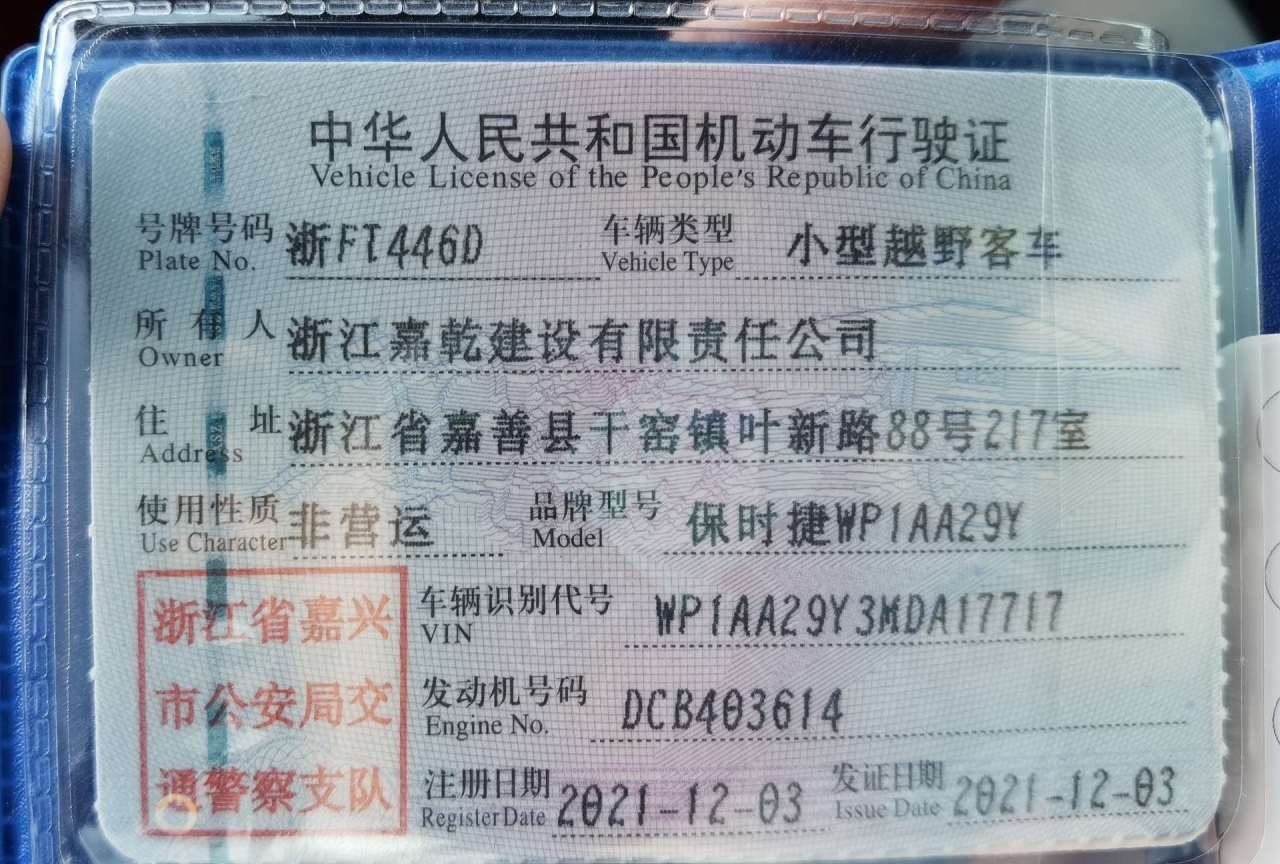 中华人民共和国机动车行驶证
Vehicle License of the People's Republic of China
号牌号码 浙FT446D 车辆类型 小型越野客车
Plate No. Vehicle Type
所有人 浙江嘉乾建设有限责任公司
Owner
住址 浙江省嘉善县干窑镇叶新路88号217室
Address
使用性质 非营运 品牌型号 保时捷WP1AA29Y
Use Character Model
浙江省嘉兴
市公安局交
通警察支队
车辆识别代号 WP1AA29Y3MDA17717
VIN
发动机号码 DCB403614
Engine No.
注册日期 2021-12-03 发证日期 2021-12-03
Register Date Issue Date